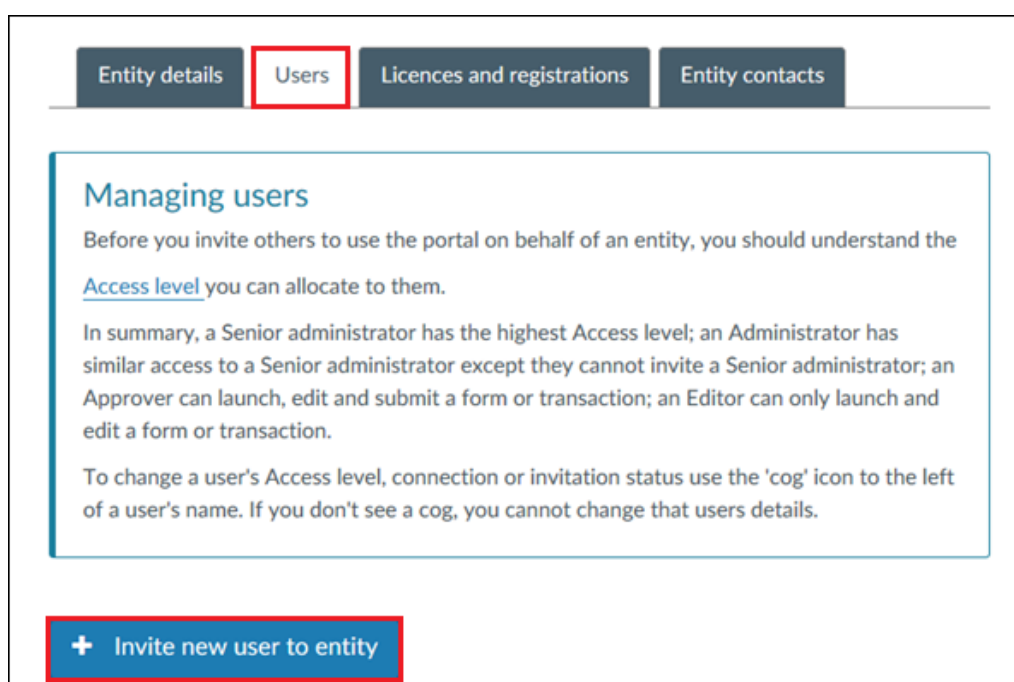 Entity details Users Licences and registrations Entity contacts
Managing users
Before you invite others to use the portal on behalf of an entity, you should understand the
Access level you can allocate to them.
In summary, a Senior administrator has the highest Access level; an Administrator has
similar access to a Senior administrator except they cannot invite a Senior administrator; an
Approver can launch, edit and submit a form or transaction; an Editor can only launch and
edit a form or transaction.
To change a user's Access level, connection or invitation status use the 'cog' icon to the left
of a user's name. If you don't see a cog, you cannot change that users details.
+ Invite new user to entity